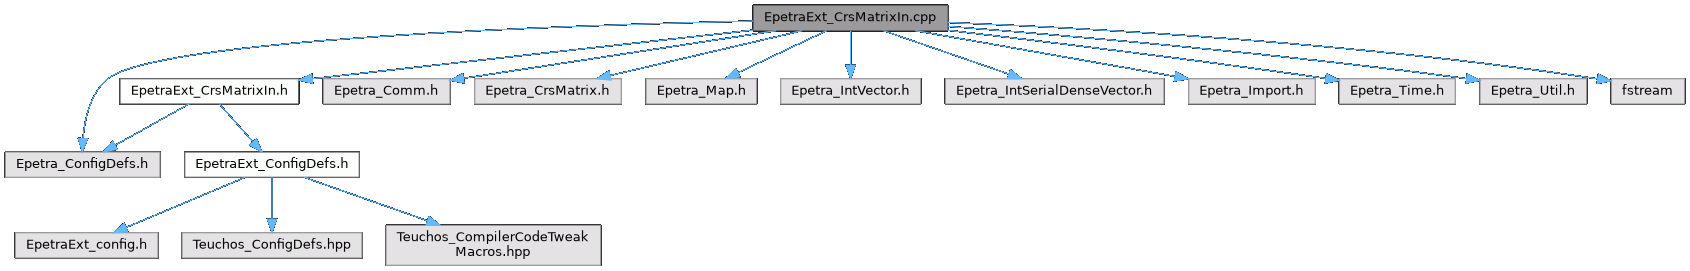 EpetraExt_CrsMatrixIn.cpp
EpetraExt_CrsMatrixIn.h
Epetra_Comm.h
Epetra_CrsMatrix.h
Epetra_Map.h
Epetra_IntVector.h
Epetra_IntSerialDenseVector.h
Epetra_Import.h
Epetra_Time.h
Epetra_Util.h
fstream
Epetra_ConfigDefs.h
EpetraExt_ConfigDefs.h
EpetraExt_config.h
Teuchos_ConfigDefs.hpp
Teuchos_CompilerCodeTweak
Macros.hpp